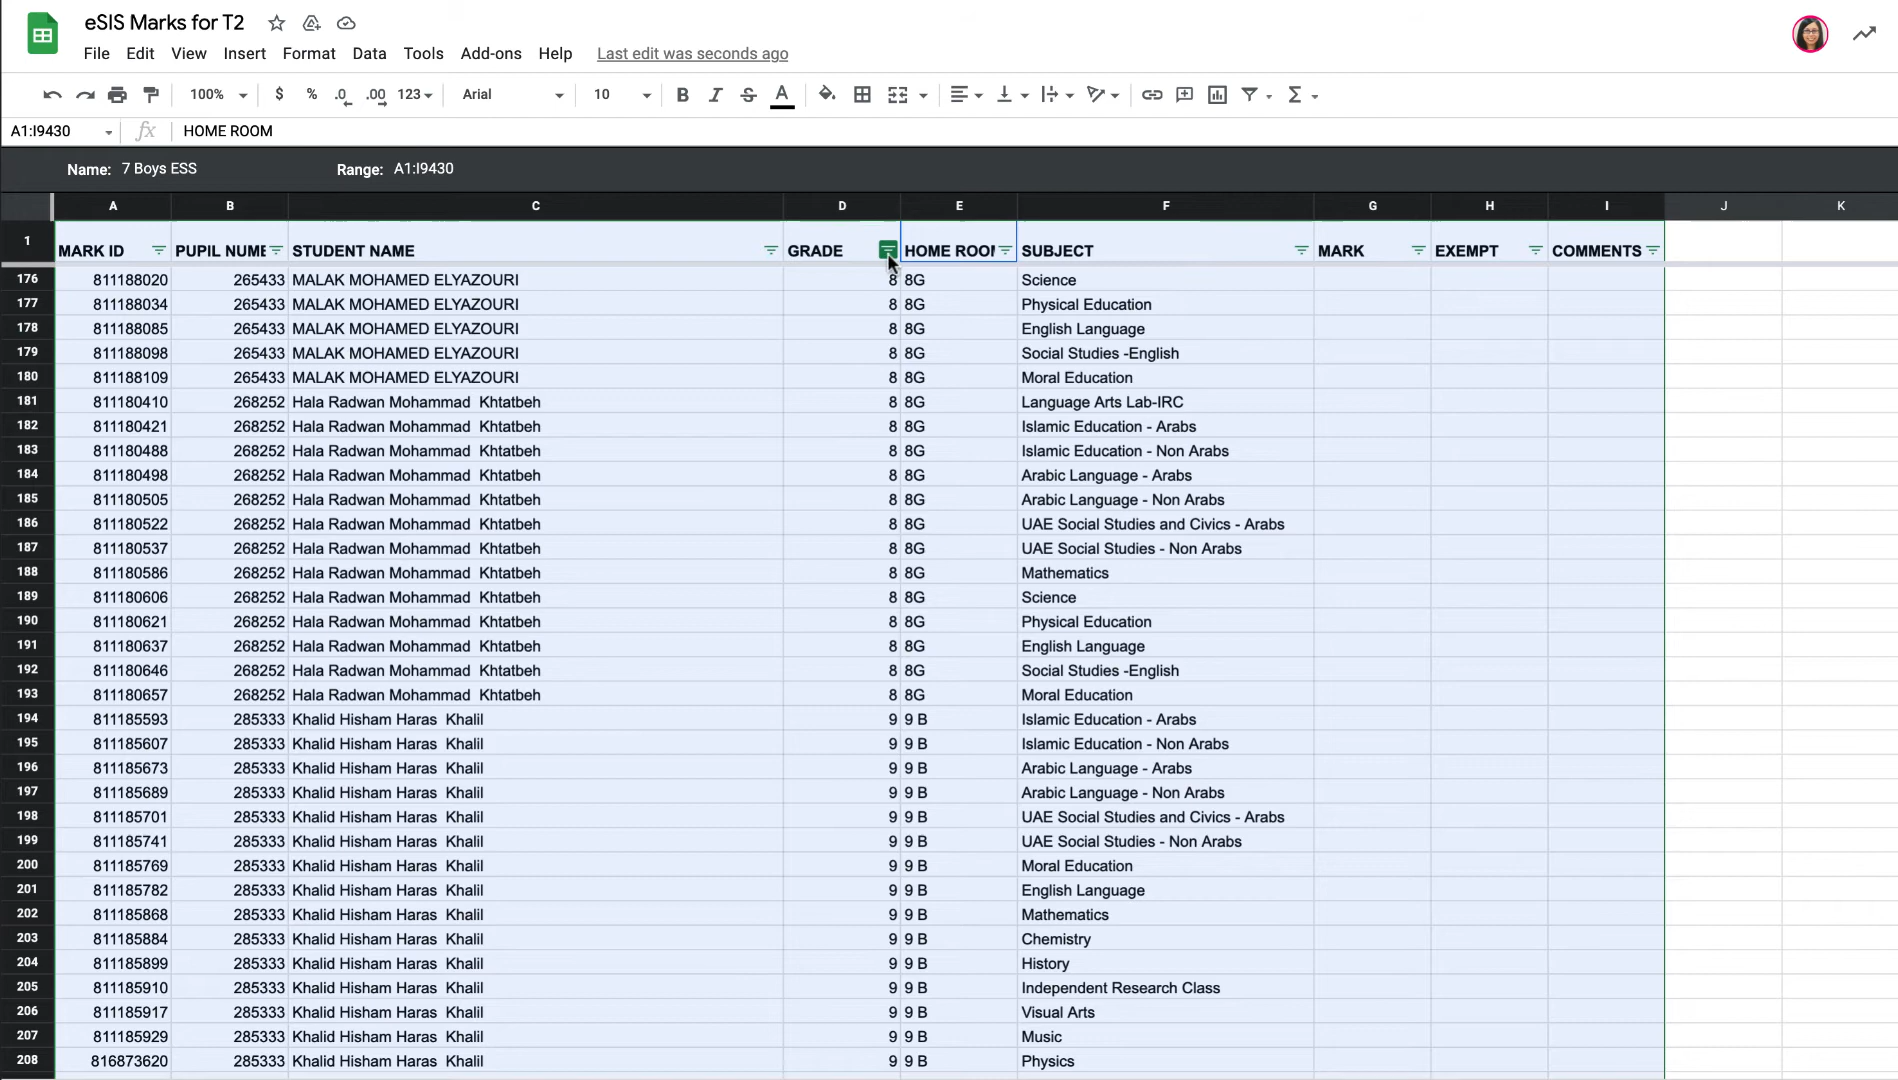 eSIS Marks for T2
File Edit View Insert Format Data Tools Add-ons Help Last edit was seconds ago
100% $ % .0 .00 123 Arial 10 B I S A Σ
A1:I9430 fx HOME ROOM
Name: 7 Boys ESS Range: A1:I9430
A B C D E F G H I J K
1 MARK ID PUPIL NUME STUDENT NAME GRADE HOME ROOM SUBJECT MARK EXEMPT COMMENTS
176 811188020 265433 MALAK MOHAMED ELYAZOURI 8 8G Science
177 811188034 265433 MALAK MOHAMED ELYAZOURI 8 8G Physical Education
178 811188085 265433 MALAK MOHAMED ELYAZOURI 8 8G English Language
179 811188098 265433 MALAK MOHAMED ELYAZOURI 8 8G Social Studies -English
180 811188109 265433 MALAK MOHAMED ELYAZOURI 8 8G Moral Education
181 811180410 268252 Hala Radwan Mohammad Khtatbeh 8 8G Language Arts Lab-IRC
182 811180421 268252 Hala Radwan Mohammad Khtatbeh 8 8G Islamic Education - Arabs
183 811180488 268252 Hala Radwan Mohammad Khtatbeh 8 8G Islamic Education - Non Arabs
184 811180498 268252 Hala Radwan Mohammad Khtatbeh 8 8G Arabic Language - Arabs
185 811180505 268252 Hala Radwan Mohammad Khtatbeh 8 8G Arabic Language - Non Arabs
186 811180522 268252 Hala Radwan Mohammad Khtatbeh 8 8G UAE Social Studies and Civics - Arabs
187 811180537 268252 Hala Radwan Mohammad Khtatbeh 8 8G UAE Social Studies - Non Arabs
188 811180586 268252 Hala Radwan Mohammad Khtatbeh 8 8G Mathematics
189 811180606 268252 Hala Radwan Mohammad Khtatbeh 8 8G Science
190 811180621 268252 Hala Radwan Mohammad Khtatbeh 8 8G Physical Education
191 811180637 268252 Hala Radwan Mohammad Khtatbeh 8 8G English Language
192 811180646 268252 Hala Radwan Mohammad Khtatbeh 8 8G Social Studies -English
193 811180657 268252 Hala Radwan Mohammad Khtatbeh 8 8G Moral Education
194 811185593 285333 Khalid Hisham Haras Khalil 9 9 B Islamic Education - Arabs
195 811185607 285333 Khalid Hisham Haras Khalil 9 9 B Islamic Education - Non Arabs
196 811185673 285333 Khalid Hisham Haras Khalil 9 9 B Arabic Language - Arabs
197 811185689 285333 Khalid Hisham Haras Khalil 9 9 B Arabic Language - Non Arabs
198 811185701 285333 Khalid Hisham Haras Khalil 9 9 B UAE Social Studies and Civics - Arabs
199 811185741 285333 Khalid Hisham Haras Khalil 9 9 B UAE Social Studies - Non Arabs
200 811185769 285333 Khalid Hisham Haras Khalil 9 9 B Moral Education
201 811185782 285333 Khalid Hisham Haras Khalil 9 9 B English Language
202 811185868 285333 Khalid Hisham Haras Khalil 9 9 B Mathematics
203 811185884 285333 Khalid Hisham Haras Khalil 9 9 B Chemistry
204 811185899 285333 Khalid Hisham Haras Khalil 9 9 B History
205 811185910 285333 Khalid Hisham Haras Khalil 9 9 B Independent Research Class
206 811185917 285333 Khalid Hisham Haras Khalil 9 9 B Visual Arts
207 811185929 285333 Khalid Hisham Haras Khalil 9 9 B Music
208 816873620 285333 Khalid Hisham Haras Khalil 9 9 B Physics